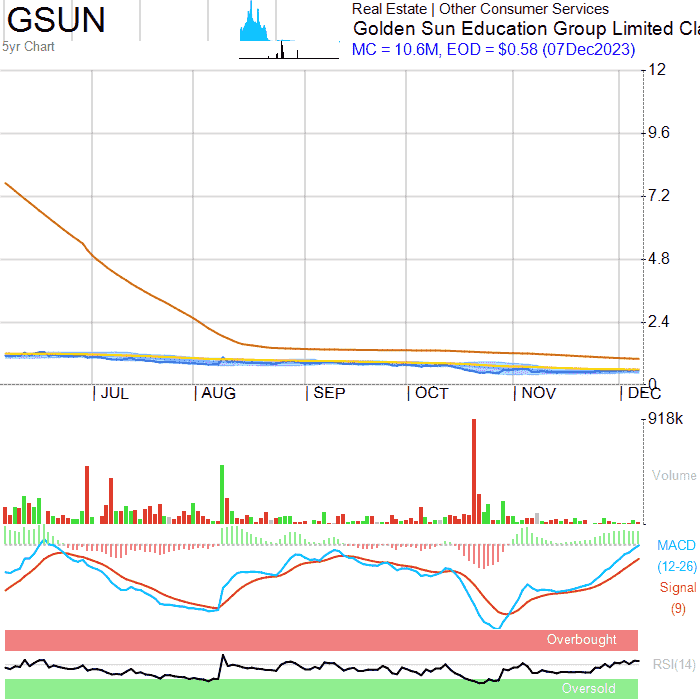 GSUN
5yr Chart
Real Estate | Other Consumer Services
Golden Sun Education Group Limited Cla
MC = 10.6M, EOD = $0.58 (07Dec2023)
12
9.6
7.2
4.8
2.4
0
JUL
AUG
SEP
OCT
NOV
DEC
918k
Volume
MACD
(12-26)
Signal
(9)
Overbought
RSI(14)
Oversold